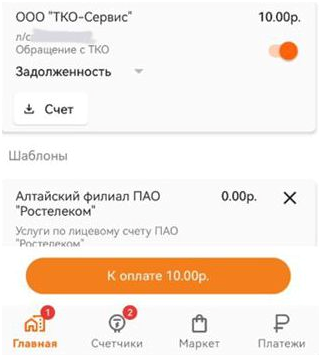 ООО "ТКО-Сервис"
10.00р.
л/с
Обращение с ТКО
Задолженность
Счет
Шаблоны
Алтайский филиал ПАО
"Ростелеком"
0.00р.
Услуги по лицевому счету ПАО
"Ростелеком"
К оплате 10.00р.
1
2
Главная
Счетчики
Маркет
Платежи